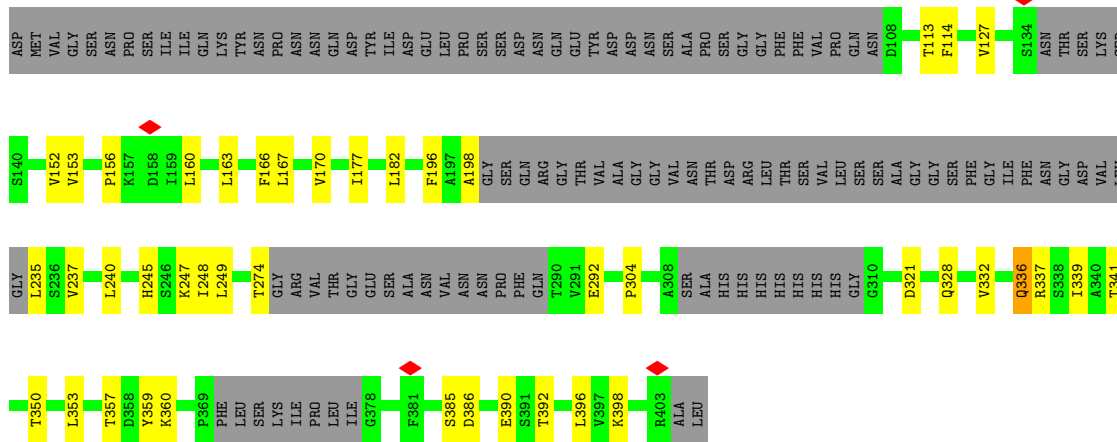 ASP MET VAL GLY SER ASN PRO SER ILE ILE GLN LYS TYR ASN PRO ASN ASN GLN ASP TYR ILE ASP GLU LEU PRO SER SER ASP ASN GLN GLU TYR ASP ASP ASN SER ALA PRO SER GLY GLY PHE PHE VAL PRO GLN ASN D108 T113 F114 V127 S134 ASN THR SER LYS
S140 V152 V153 P156 K157 D158 I159 L160 L163 F166 L167 V170 I177 L182 F196 A197 A198 GLY SER GLN ARG GLY THR VAL ALA GLY GLY VAL ASN THR ASP ARG LEU THR SER VAL LEU SER SER ALA GLY GLY SER PHE GLY ILE PHE ASN GLY ASP VAL
GLY L235 S236 V237 L240 H245 S246 K247 I248 L249 T274 GLY ARG VAL THR GLY GLU SER ALA ASN VAL ASN ASN PRO PHE GLN T290 V291 E292 P304 A308 SER ALA HIS HIS HIS HIS HIS HIS GLY G310 D321 Q328 V332 Q336 R337 S338 I339 A340 T341
T350 L353 T357 D358 Y359 K360 P369 PHE LEU SER LYS ILE PRO LEU ILE G378 F381 S385 D386 E390 S391 T392 L396 V397 K398 R403 ALA LEU